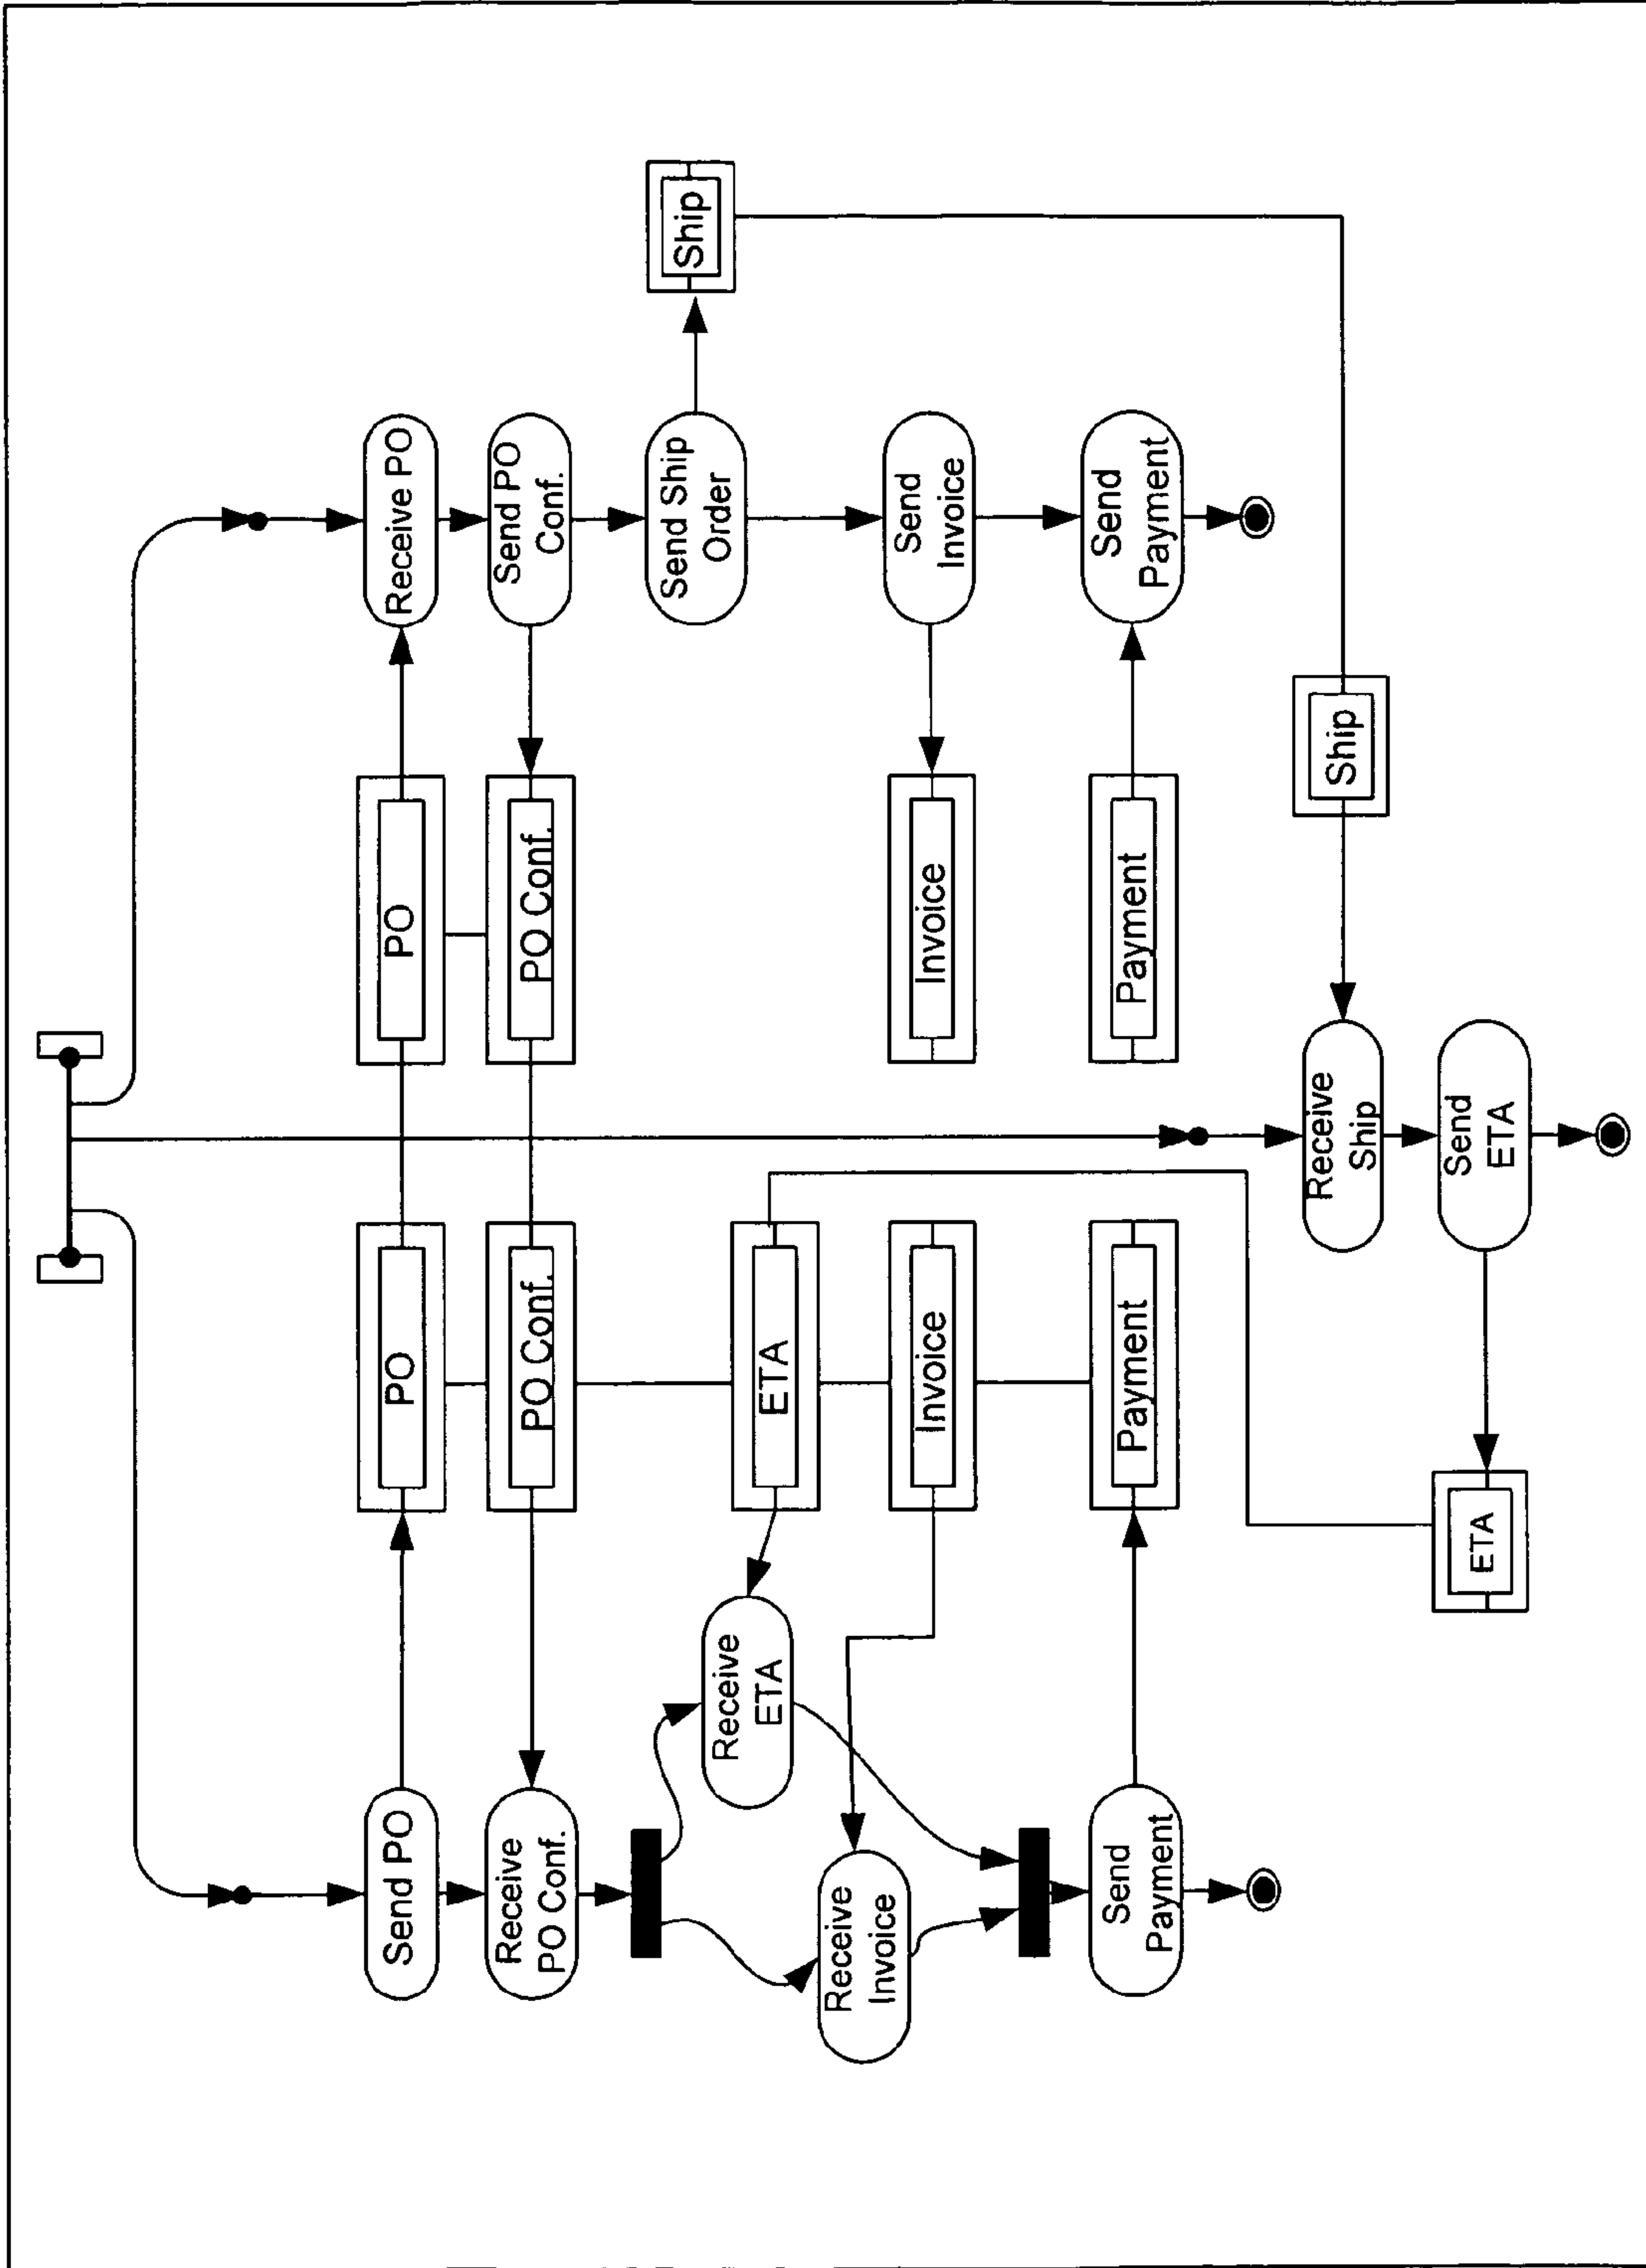 Send PO
PO
PO
Receive PO
Receive
PO Conf.
PO Conf.
PO Conf.
Send PO
Conf.
Send Ship
Order
Ship
Receive
ETA
ETA
Receive
Invoice
Invoice
Invoice
Send
Invoice
Send
Payment
Payment
Payment
Send
Payment
Receive
Ship
Ship
ETA
Send
ETA